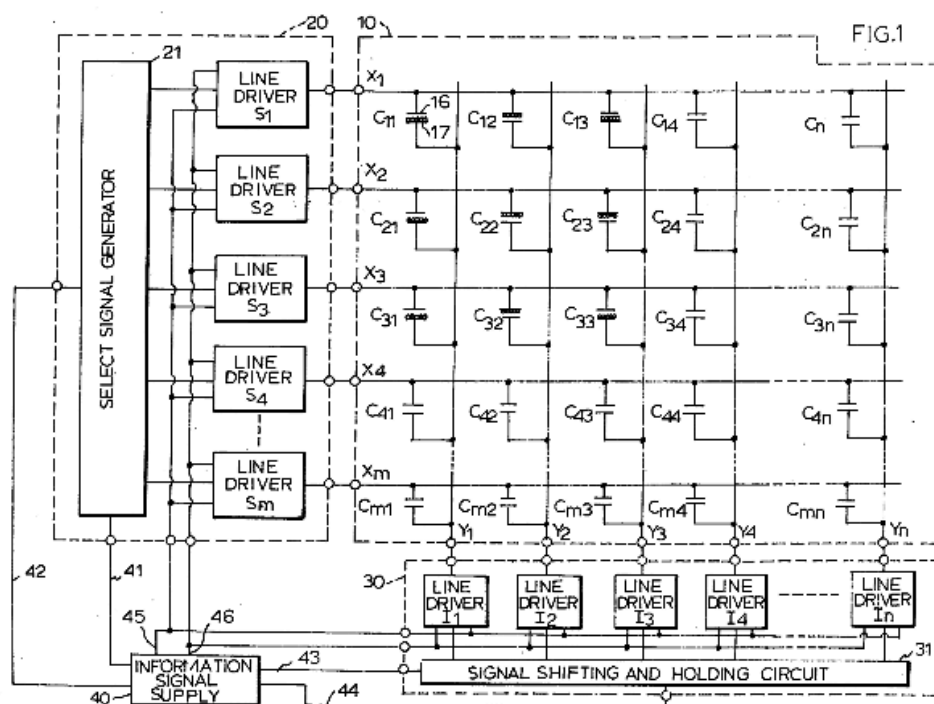 20
10
FIG.1
21
SELECT SIGNAL GENERATOR
LINE
DRIVER
S1
X1
C11
16
17
C12
C13
C14
Cn
LINE
DRIVER
S2
X2
C21
C22
C23
C24
C2n
LINE
DRIVER
S3
X3
C31
C32
C33
C34
C3n
LINE
DRIVER
S4
X4
C41
C42
C43
C44
C4n
LINE
DRIVER
Sm
Xm
Cm1
Cm2
Cm3
Cm4
Cmn
Y1
Y2
Y3
Y4
Yn
42
41
30
LINE
DRIVER
I1
LINE
DRIVER
I2
LINE
DRIVER
I3
LINE
DRIVER
I4
LINE
DRIVER
In
45
46
INFORMATION
SIGNAL
SUPPLY
40
43
44
SIGNAL SHIFTING AND HOLDING CIRCUIT
31